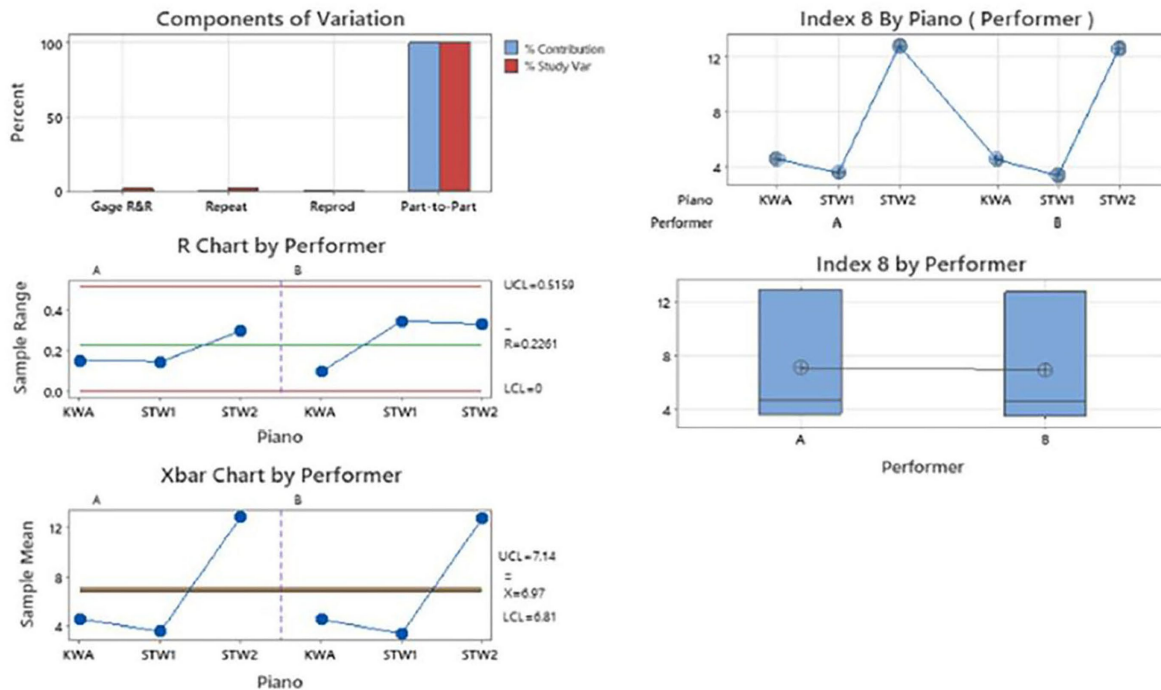 Components of Variation
Percent
100
50
0
Gage R&R Repeat Reprod Part-to-Part
% Contribution
% Study Var
R Chart by Performer
A B
Sample Range
0.4
0.2
0.0
UCL=0.5159
_
R=0.2261
LCL=0
KWA STW1 STW2 KWA STW1 STW2
Piano
Xbar Chart by Performer
A B
Sample Mean
12
8
4
UCL=7.14
=
X=6.97
LCL=6.81
KWA STW1 STW2 KWA STW1 STW2
Piano
Index 8 By Piano ( Performer )
12
8
4
Piano KWA STW1 STW2 KWA STW1 STW2
Performer A B
Index 8 by Performer
12
8
4
A B
Performer